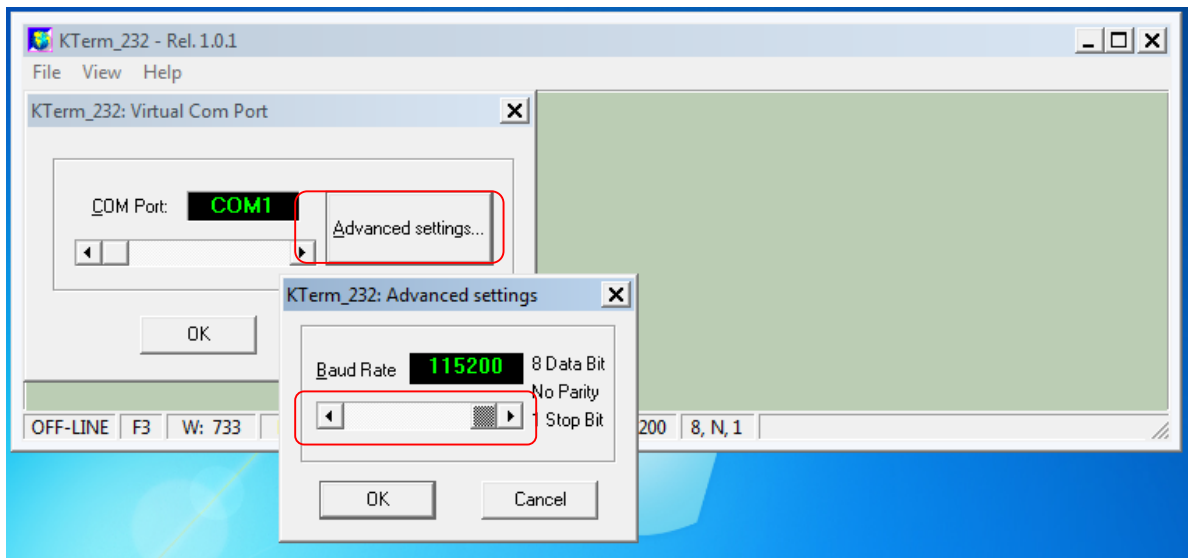 KTerm_232 - Rel. 1.0.1
File View Help
KTerm_232: Virtual Com Port
COM Port: COM1
Advanced settings...
OK
KTerm_232: Advanced settings
Baud Rate 115200
8 Data Bit
No Parity
1 Stop Bit
OK Cancel
OFF-LINE F3 W: 733 200 8, N, 1